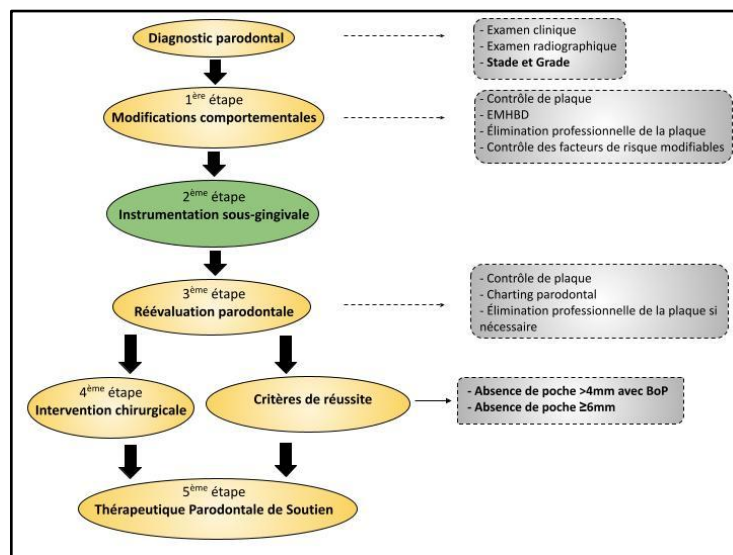 Diagnostic parodontal
- Examen clinique
- Examen radiographique
- Stade et Grade
1ère étape
Modifications comportementales
- Contrôle de plaque
- EMHBD
- Élimination professionnelle de la plaque
- Contrôle des facteurs de risque modifiables
2ème étape
Instrumentation sous-gingivale
3ème étape
Réévaluation parodontale
- Contrôle de plaque
- Charting parodontal
- Élimination professionnelle de la plaque si
nécessaire
4ème étape
Intervention chirurgicale
Critères de réussite
- Absence de poche >4mm avec BoP
- Absence de poche ≥6mm
5ème étape
Thérapeutique Parodontale de Soutien